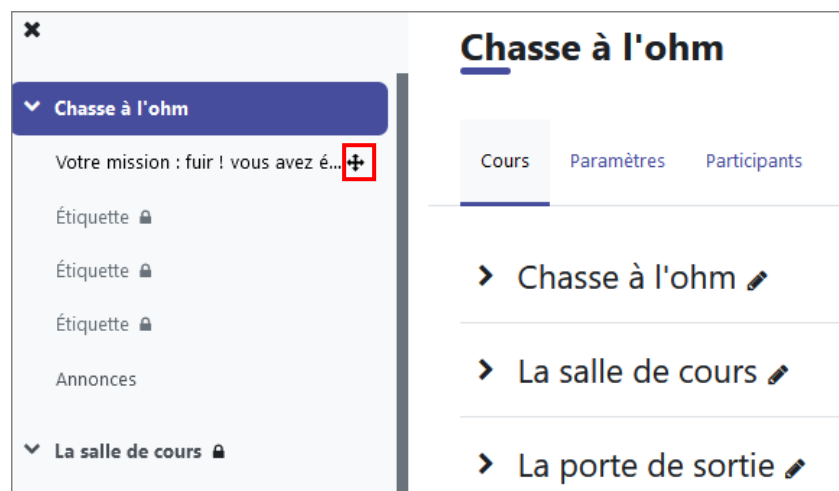 Chasse à l'ohm
Votre mission : fuir ! vous avez é...
Étiquette
Étiquette
Étiquette
Annonces
La salle de cours
Chasse à l'ohm
Cours Paramètres Participants
Chasse à l'ohm
La salle de cours
La porte de sortie